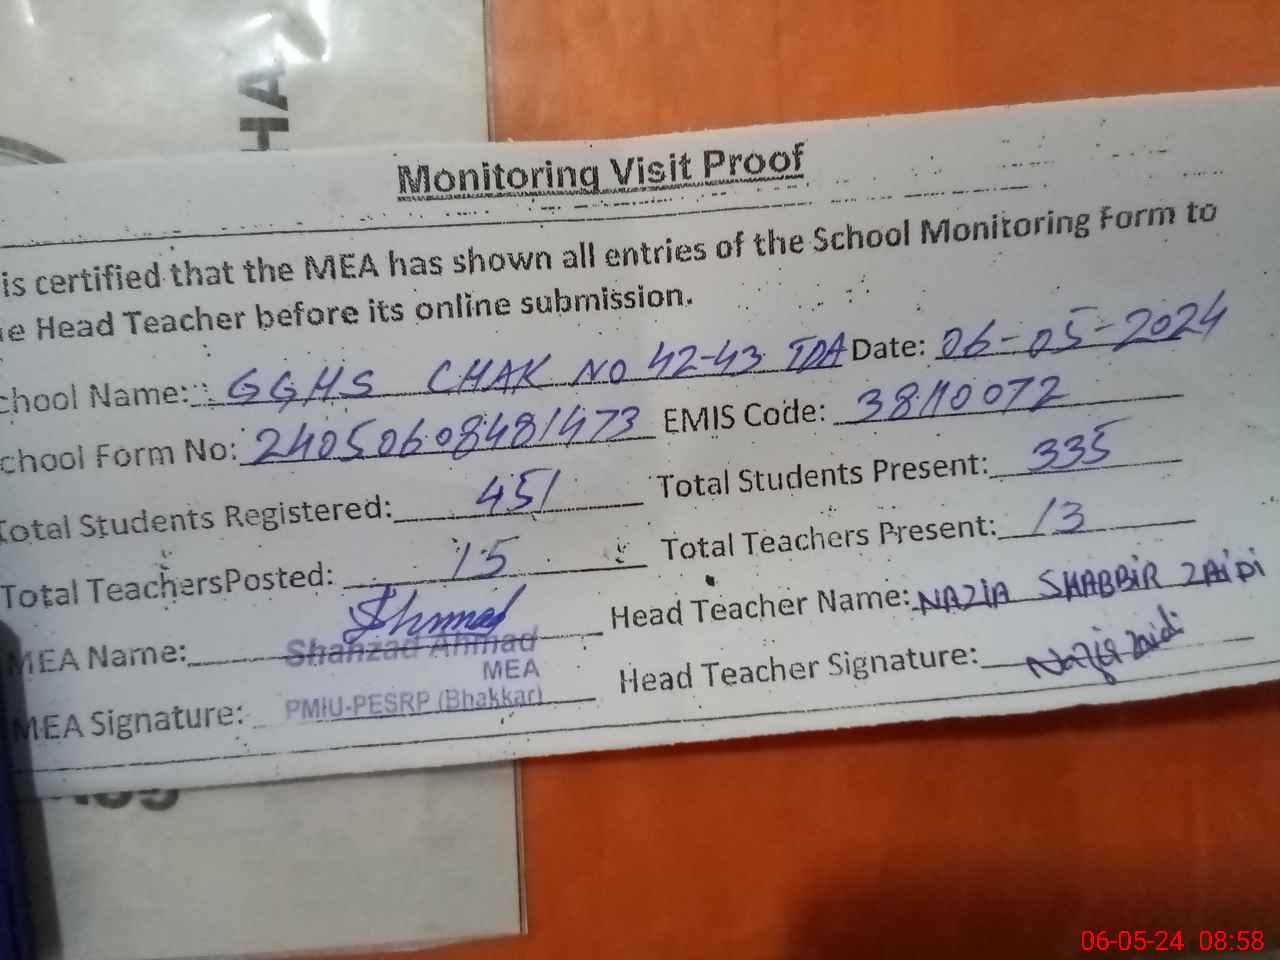 HA
Monitoring Visit Proof
is certified that the MEA has shown all entries of the School Monitoring Form to
e Head Teacher before its online submission.
chool Name: GGHS CHAK NO 42-43 TDA Date: 06-05-2024
chool Form No: 24050608481473 EMIS Code: 38110072
Total Students Registered: 451 Total Students Present: 335
Total TeachersPosted: 15 Total Teachers Present: 13
MEA Name: Shahzad Ahmad Head Teacher Name: NAZIA SHABBIR ZAIDI
MEA
MEA Signature: PMIU-PESRP (Bhakkar) Head Teacher Signature: Nazia Zaidi
06-05-24 08:58